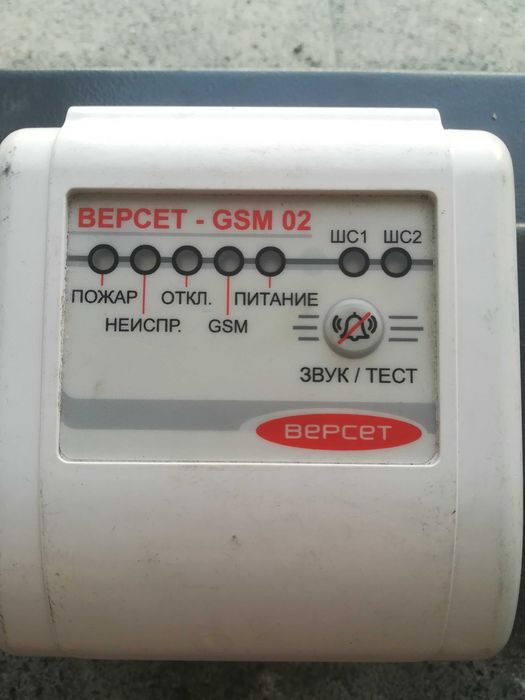 ВЕРСЕТ - GSM 02
ШС1 ШС2
ПОЖАР ОТКЛ. ПИТАНИЕ
НЕИСПР. GSM
ЗВУК / ТЕСТ
ВЕРСЕТ